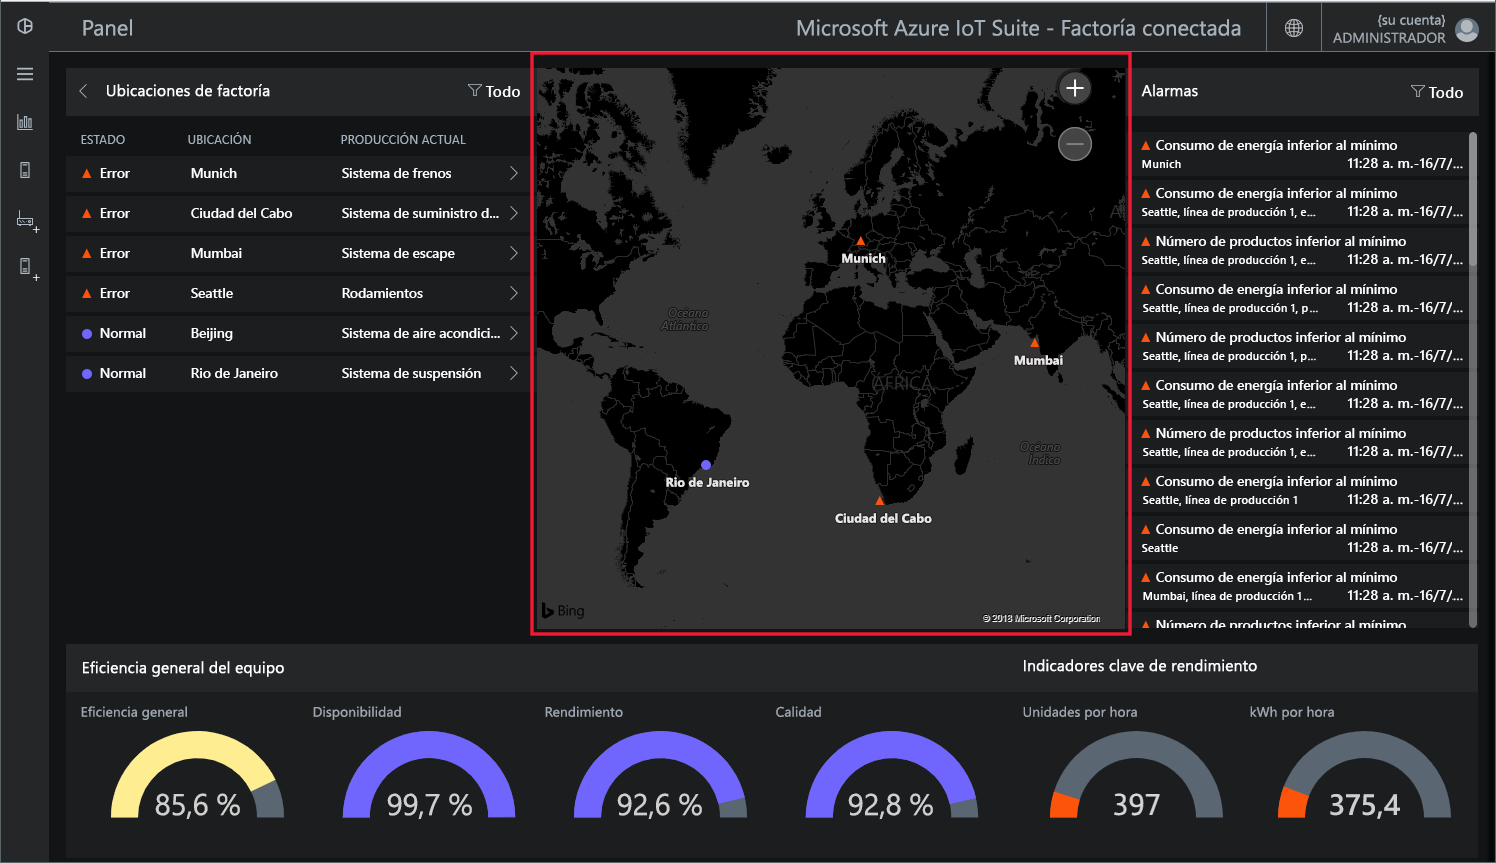 Panel
Microsoft Azure IoT Suite - Factoría conectada
{su cuenta}
ADMINISTRADOR
Ubicaciones de factoría
Todo
ESTADO UBICACIÓN PRODUCCIÓN ACTUAL
Error Munich Sistema de frenos
Error Ciudad del Cabo Sistema de suministro d...
Error Mumbai Sistema de escape
Error Seattle Rodamientos
Normal Beijing Sistema de aire acondici...
Normal Rio de Janeiro Sistema de suspensión
Océano
Atlántico
Munich
Mumbai
ÁFRICA
Océano
Índico
Rio de Janeiro
Ciudad del Cabo
Bing
© 2018 Microsoft Corporation
Alarmas
Todo
Consumo de energía inferior al mínimo
Munich 11:28 a. m.-16/7/...
Consumo de energía inferior al mínimo
Seattle, línea de producción 1, e... 11:28 a. m.-16/7/...
Número de productos inferior al mínimo
Seattle, línea de producción 1, e... 11:28 a. m.-16/7/...
Consumo de energía inferior al mínimo
Seattle, línea de producción 1, p... 11:28 a. m.-16/7/...
Número de productos inferior al mínimo
Seattle, línea de producción 1, p... 11:28 a. m.-16/7/...
Consumo de energía inferior al mínimo
Seattle, línea de producción 1, e... 11:28 a. m.-16/7/...
Número de productos inferior al mínimo
Seattle, línea de producción 1, e... 11:28 a. m.-16/7/...
Consumo de energía inferior al mínimo
Seattle, línea de producción 1 11:28 a. m.-16/7/...
Consumo de energía inferior al mínimo
Seattle 11:28 a. m.-16/7/...
Consumo de energía inferior al mínimo
Mumbai, línea de producción 1... 11:28 a. m.-16/7/...
Número de productos inferior al mínimo
Eficiencia general del equipo
Indicadores clave de rendimiento
Eficiencia general Disponibilidad Rendimiento Calidad Unidades por hora kWh por hora
85,6 % 99,7 % 92,6 % 92,8 % 397 375,4